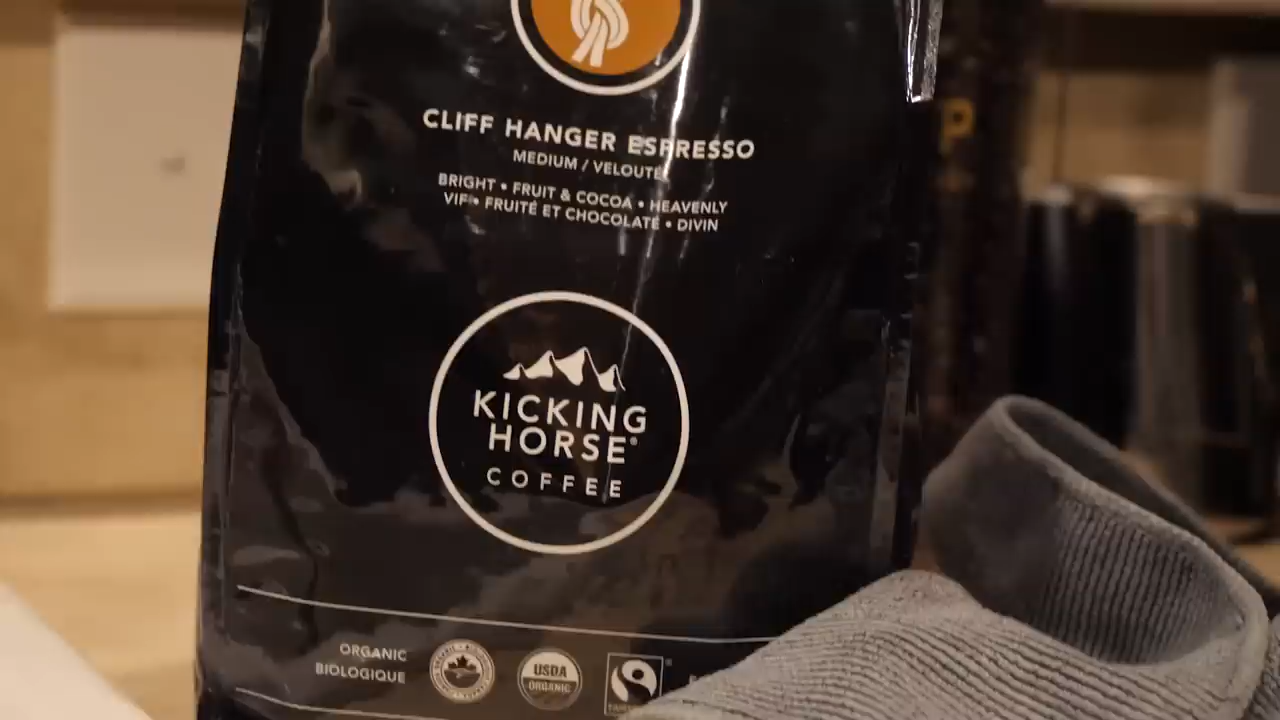 CLIFF HANGER ESPRESSO
MEDIUM / VELOUTÉ
BRIGHT • FRUIT & COCOA • HEAVENLY
VIF • FRUITÉ ET CHOCOLATÉ • DIVIN
P
KICKING
HORSE®
COFFEE
ORGANIC
BIOLOGIQUE
USDA
ORGANIC